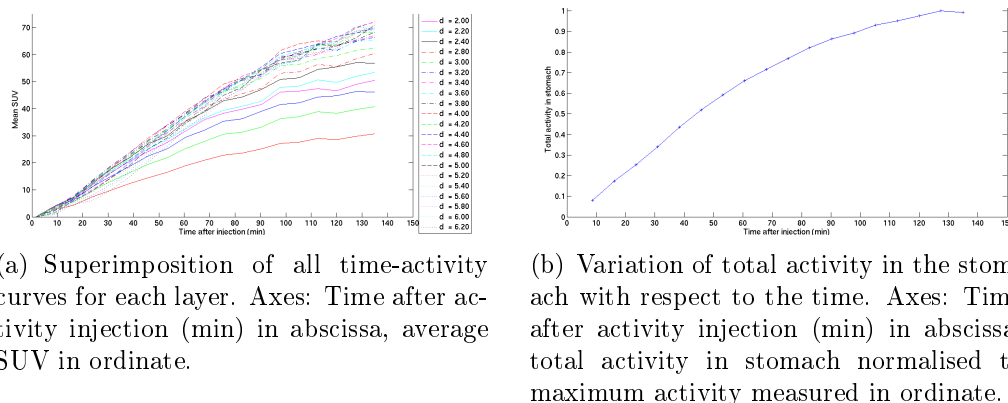 70
60
50
40
30
20
10
0
Mean SUV
0 10 20 30 40 50 60 70 80 90 100 110 120 130 140 150
Time after injection (min)
d = 2.00
d = 2.20
d = 2.40
d = 2.80
d = 3.00
d = 3.20
d = 3.40
d = 3.60
d = 3.80
d = 4.00
d = 4.20
d = 4.40
d = 4.60
d = 4.80
d = 5.00
d = 5.20
d = 5.40
d = 5.60
d = 5.80
d = 6.00
d = 6.20
(a) Superimposition of all time-activity
curves for each layer. Axes: Time after ac-
tivity injection (min) in abscissa, average
SUV in ordinate.
1
0.9
0.8
0.7
0.6
0.5
0.4
0.3
0.2
0.1
0
Total activity in stomach
0 10 20 30 40 50 60 70 80 90 100 110 120 130 140 150
Time after injection (min)
(b) Variation of total activity in the stom
ach with respect to the time. Axes: Tim
after activity injection (min) in abscissa
total activity in stomach normalised t
maximum activity measured in ordinate.